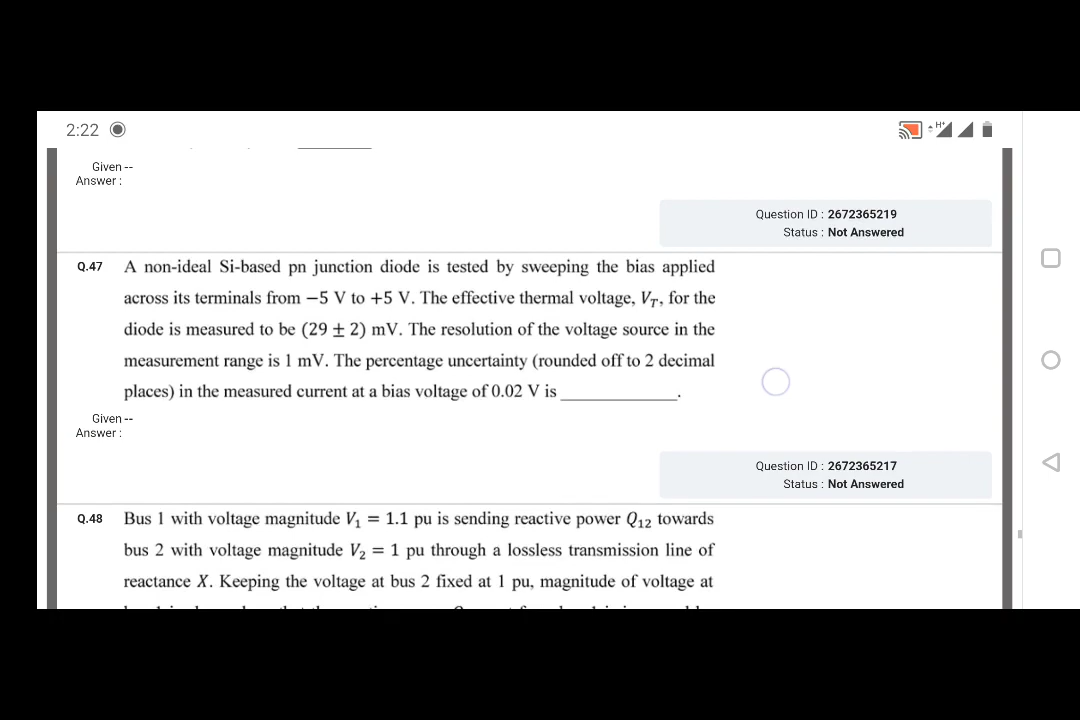 2:22
H+
Given --
Answer :
Question ID : 2672365219
Status : Not Answered
Q.47 A non-ideal Si-based pn junction diode is tested by sweeping the bias applied
across its terminals from −5 V to +5 V. The effective thermal voltage, V_T, for the
diode is measured to be (29 ± 2) mV. The resolution of the voltage source in the
measurement range is 1 mV. The percentage uncertainty (rounded off to 2 decimal
places) in the measured current at a bias voltage of 0.02 V is ____________.
Given --
Answer :
Question ID : 2672365217
Status : Not Answered
Q.48 Bus 1 with voltage magnitude V₁ = 1.1 pu is sending reactive power Q₁₂ towards
bus 2 with voltage magnitude V₂ = 1 pu through a lossless transmission line of
reactance X. Keeping the voltage at bus 2 fixed at 1 pu, magnitude of voltage at